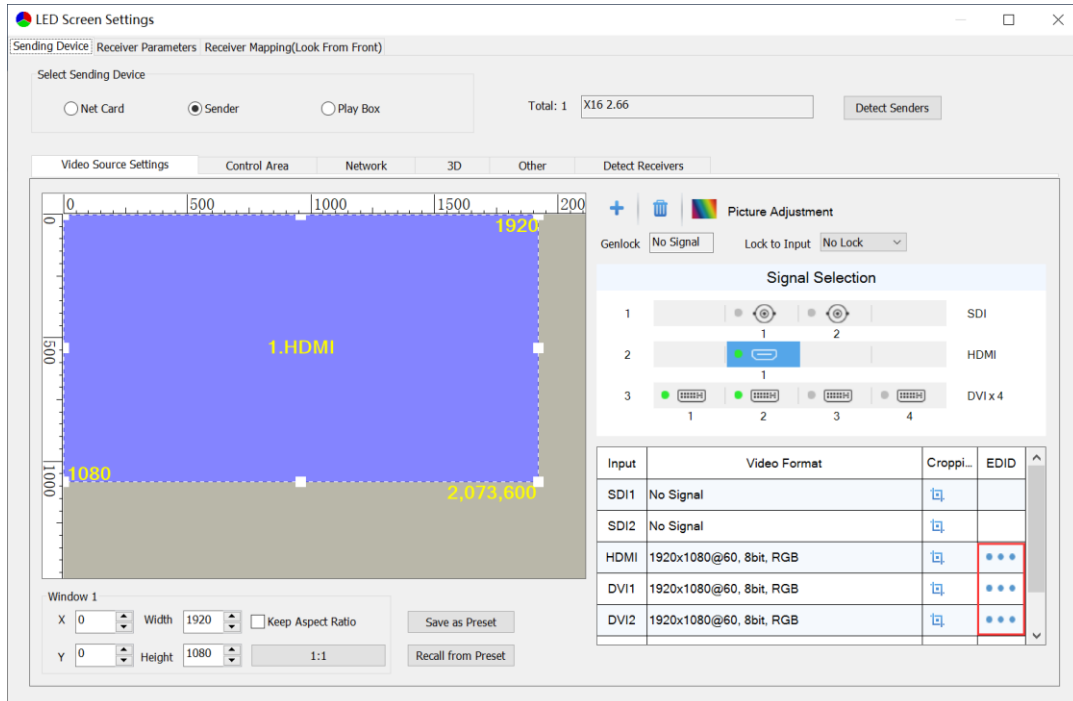 LED Screen Settings
Sending Device Receiver Parameters Receiver Mapping(Look From Front)
Select Sending Device
Net Card Sender Play Box
Total: 1 X16 2.66 Detect Senders
Video Source Settings Control Area Network 3D Other Detect Receivers
0 500 1000 1500 200
0
500
1000
1920
1.HDMI
1080
2,073,600
Picture Adjustment
Genlock No Signal Lock to Input No Lock
Signal Selection
1 SDI
1 2
2 HDMI
1
3 DVI x 4
1 2 3 4
Input Video Format Croppi... EDID
SDI1 No Signal
SDI2 No Signal
HDMI 1920x1080@60, 8bit, RGB
DVI1 1920x1080@60, 8bit, RGB
DVI2 1920x1080@60, 8bit, RGB
Window 1
X 0 Width 1920 Keep Aspect Ratio Save as Preset
Y 0 Height 1080 1:1 Recall from Preset